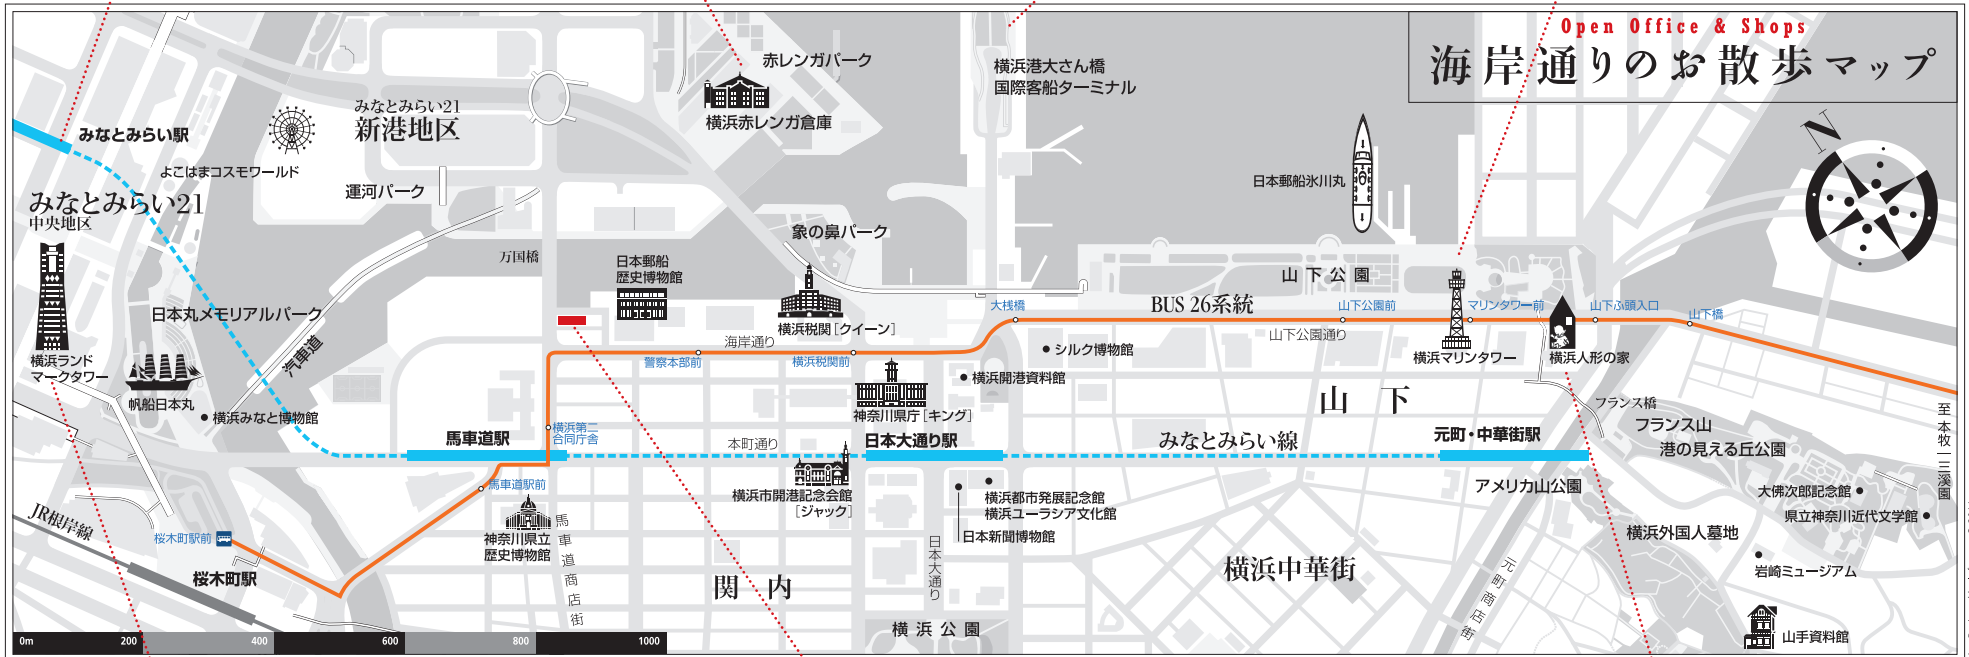 Open Office & Shops
海岸通りのお散歩マップ
N
赤レンガパーク
横浜赤レンガ倉庫
横浜港大さん橋
国際客船ターミナル
みなとみらい駅
みなとみらい21
新港地区
よこはまコスモワールド
運河パーク
みなとみらい21
中央地区
日本郵船氷川丸
象の鼻パーク
万国橋
日本郵船
歴史博物館
山下公園
大桟橋
BUS 26系統
山下公園前
マリンタワー前
山下ふ頭入口
山下橋
日本丸メモリアルパーク
汽車道
横浜税関[クイーン]
海岸通り
山下公園通り
警察本部前
横浜税関前
シルク博物館
横浜マリンタワー
横浜人形の家
横浜ランド
マークタワー
帆船日本丸
横浜みなと博物館
横浜開港資料館
神奈川県庁[キング]
山下
フランス橋
至本牧―三溪園
フランス山
港の見える丘公園
馬車道駅
横浜第二
合同庁舎
本町通り
日本大通り駅
みなとみらい線
元町・中華街駅
馬車道駅前
横浜市開港記念会館
[ジャック]
横浜都市発展記念館
横浜ユーラシア文化館
日本新聞博物館
アメリカ山公園
大佛次郎記念館
県立神奈川近代文学館
JR根岸線
桜木町駅前
桜木町駅
神奈川県立
歴史博物館
馬車道商店街
日本大通り
関内
横浜中華街
元町商店街
横浜外国人墓地
岩崎ミュージアム
山手資料館
横浜公園
0m 200 400 600 800 1000